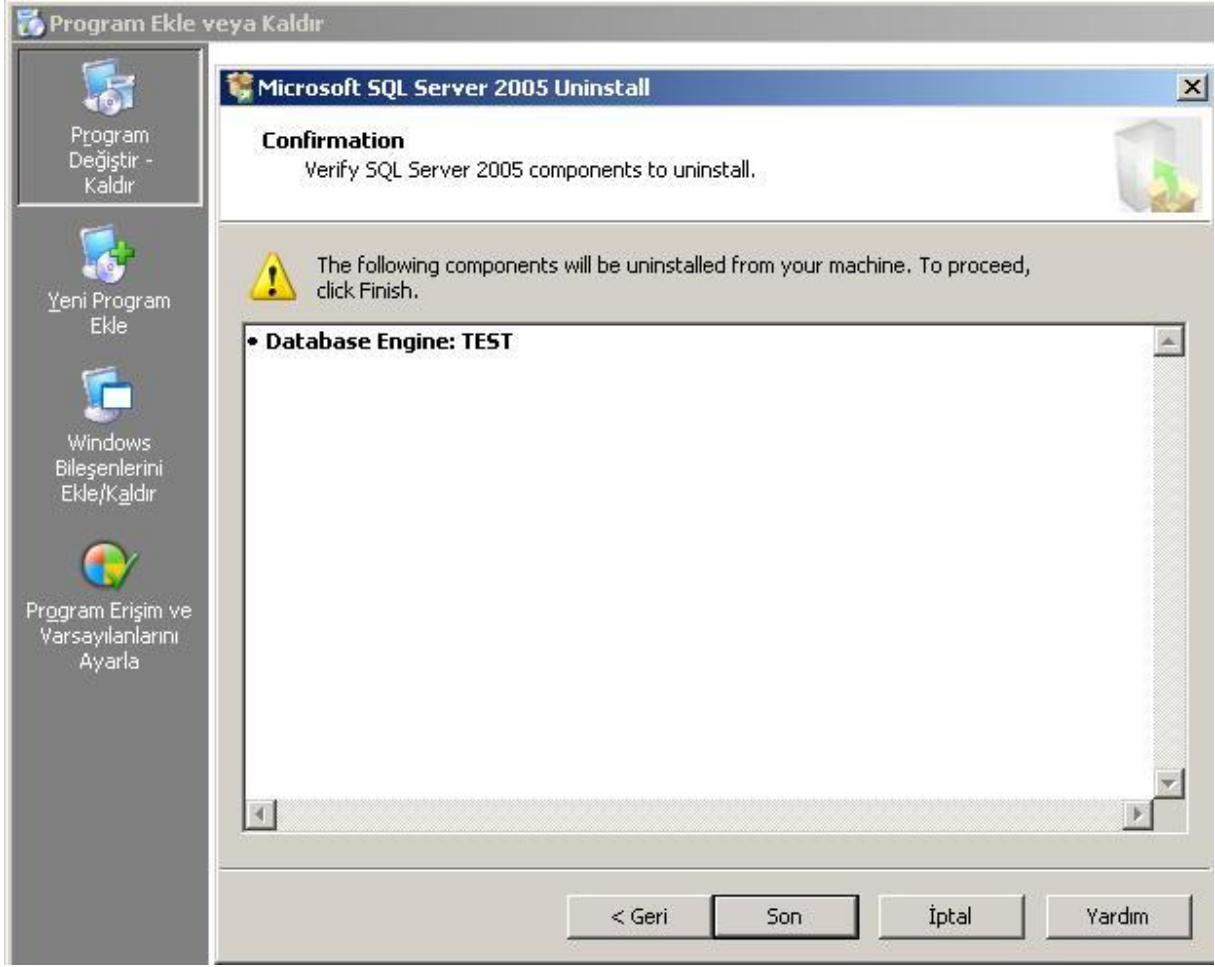 Program Ekle veya Kaldır
Program
Değiştir -
Kaldır
Yeni Program
Ekle
Windows
Bileşenlerini
Ekle/Kaldır
Program Erişim ve
Varsayılanlarını
Ayarla
Microsoft SQL Server 2005 Uninstall
Confirmation
Verify SQL Server 2005 components to uninstall.
The following components will be uninstalled from your machine. To proceed,
click Finish.
• Database Engine: TEST
< Geri
Son
İptal
Yardım